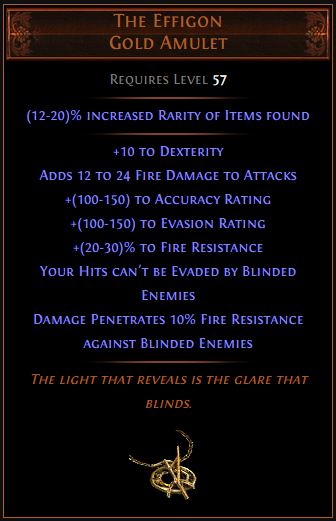 The Effigon
Gold Amulet
Requires Level 57
(12-20)% increased Rarity of Items found
+10 to Dexterity
Adds 12 to 24 Fire Damage to Attacks
+(100-150) to Accuracy Rating
+(100-150) to Evasion Rating
+(20-30)% to Fire Resistance
Your Hits can't be Evaded by Blinded
Enemies
Damage Penetrates 10% Fire Resistance
against Blinded Enemies
The light that reveals is the glare that
blinds.